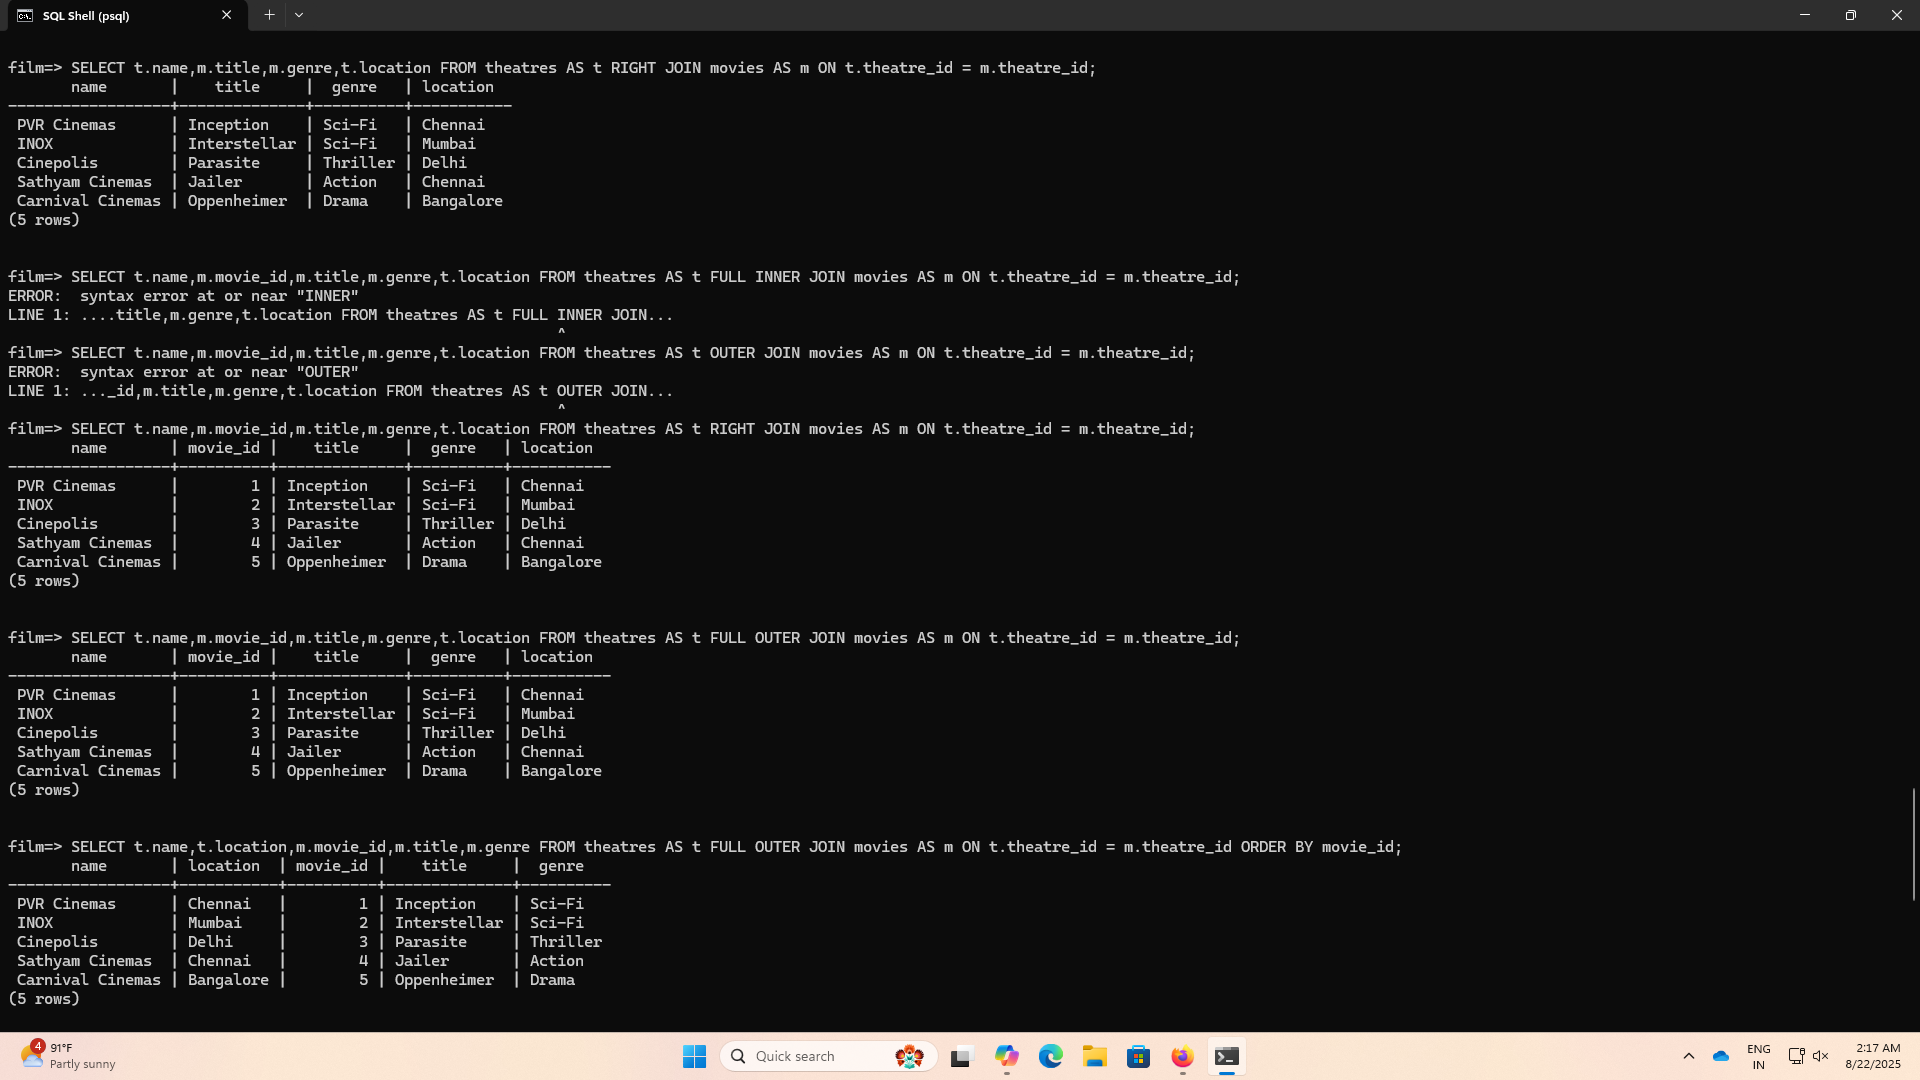 SQL Shell (psql)
film=> SELECT t.name,m.title,m.genre,t.location FROM theatres AS t RIGHT JOIN movies AS m ON t.theatre_id = m.theatre_id;
       name       |    title     |  genre   | location
------------------+--------------+----------+-----------
 PVR Cinemas      | Inception    | Sci-Fi   | Chennai
 INOX             | Interstellar | Sci-Fi   | Mumbai
 Cinepolis        | Parasite     | Thriller | Delhi
 Sathyam Cinemas  | Jailer       | Action   | Chennai
 Carnival Cinemas | Oppenheimer  | Drama    | Bangalore
(5 rows)
film=> SELECT t.name,m.movie_id,m.title,m.genre,t.location FROM theatres AS t FULL INNER JOIN movies AS m ON t.theatre_id = m.theatre_id;
ERROR:  syntax error at or near "INNER"
LINE 1: ....title,m.genre,t.location FROM theatres AS t FULL INNER JOIN...
                                                             ^
film=> SELECT t.name,m.movie_id,m.title,m.genre,t.location FROM theatres AS t OUTER JOIN movies AS m ON t.theatre_id = m.theatre_id;
ERROR:  syntax error at or near "OUTER"
LINE 1: ..._id,m.title,m.genre,t.location FROM theatres AS t OUTER JOIN...
                                                             ^
film=> SELECT t.name,m.movie_id,m.title,m.genre,t.location FROM theatres AS t RIGHT JOIN movies AS m ON t.theatre_id = m.theatre_id;
       name       | movie_id |    title     |  genre   | location
------------------+----------+--------------+----------+-----------
 PVR Cinemas      |        1 | Inception    | Sci-Fi   | Chennai
 INOX             |        2 | Interstellar | Sci-Fi   | Mumbai
 Cinepolis        |        3 | Parasite     | Thriller | Delhi
 Sathyam Cinemas  |        4 | Jailer       | Action   | Chennai
 Carnival Cinemas |        5 | Oppenheimer  | Drama    | Bangalore
(5 rows)
film=> SELECT t.name,m.movie_id,m.title,m.genre,t.location FROM theatres AS t FULL OUTER JOIN movies AS m ON t.theatre_id = m.theatre_id;
       name       | movie_id |    title     |  genre   | location
------------------+----------+--------------+----------+-----------
 PVR Cinemas      |        1 | Inception    | Sci-Fi   | Chennai
 INOX             |        2 | Interstellar | Sci-Fi   | Mumbai
 Cinepolis        |        3 | Parasite     | Thriller | Delhi
 Sathyam Cinemas  |        4 | Jailer       | Action   | Chennai
 Carnival Cinemas |        5 | Oppenheimer  | Drama    | Bangalore
(5 rows)
film=> SELECT t.name,t.location,m.movie_id,m.title,m.genre FROM theatres AS t FULL OUTER JOIN movies AS m ON t.theatre_id = m.theatre_id ORDER BY movie_id;
       name       | location  | movie_id |    title     |  genre
------------------+-----------+----------+--------------+----------
 PVR Cinemas      | Chennai   |        1 | Inception    | Sci-Fi
 INOX             | Mumbai    |        2 | Interstellar | Sci-Fi
 Cinepolis        | Delhi     |        3 | Parasite     | Thriller
 Sathyam Cinemas  | Chennai   |        4 | Jailer       | Action
 Carnival Cinemas | Bangalore |        5 | Oppenheimer  | Drama
(5 rows)
4
91°F
Partly sunny
Quick search
ENG
IN
2:17 AM
8/22/2025